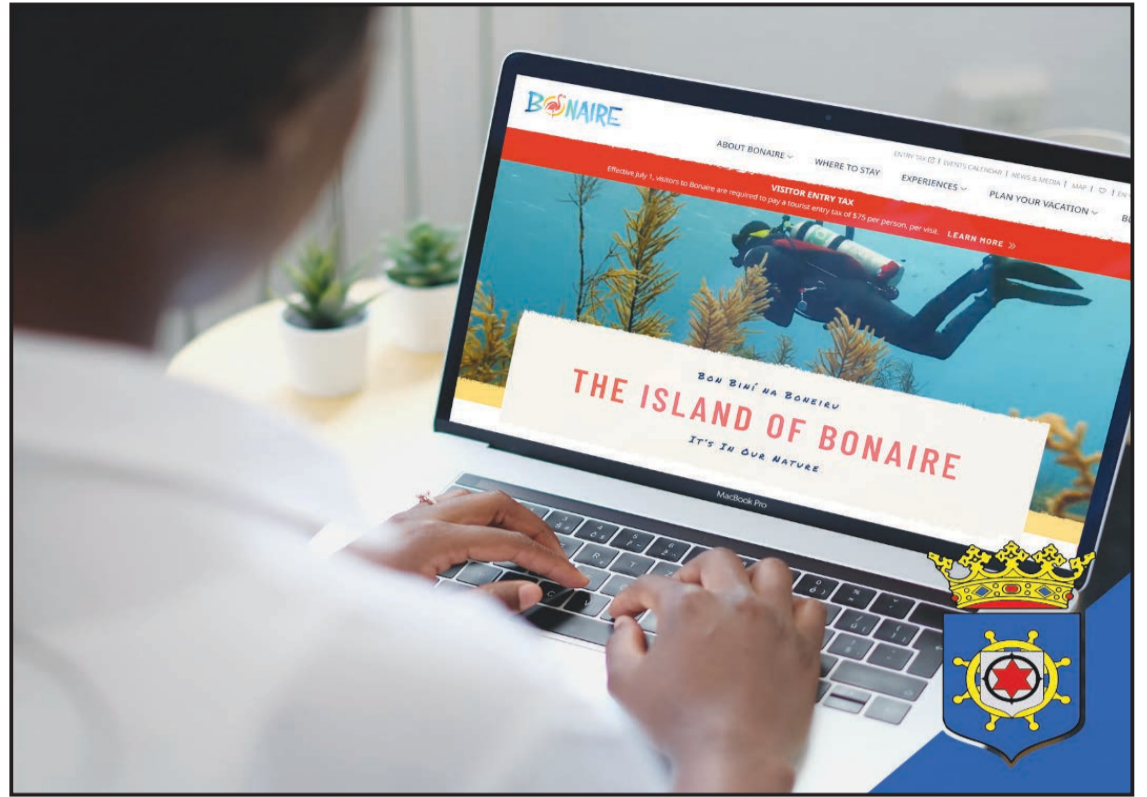 BONAIRE
ENTRY TAX | EVENTS CALENDAR | NEWS & MEDIA | MAP | | EN
ABOUT BONAIRE WHERE TO STAY EXPERIENCES PLAN YOUR VACATION
VISITOR ENTRY TAX
Effective July 1, visitors to Bonaire are required to pay a tourist entry tax of $75 per person, per visit. LEARN MORE
BON BINÍ NA BONEIRU
THE ISLAND OF BONAIRE
IT'S IN OUR NATURE
MacBook Pro